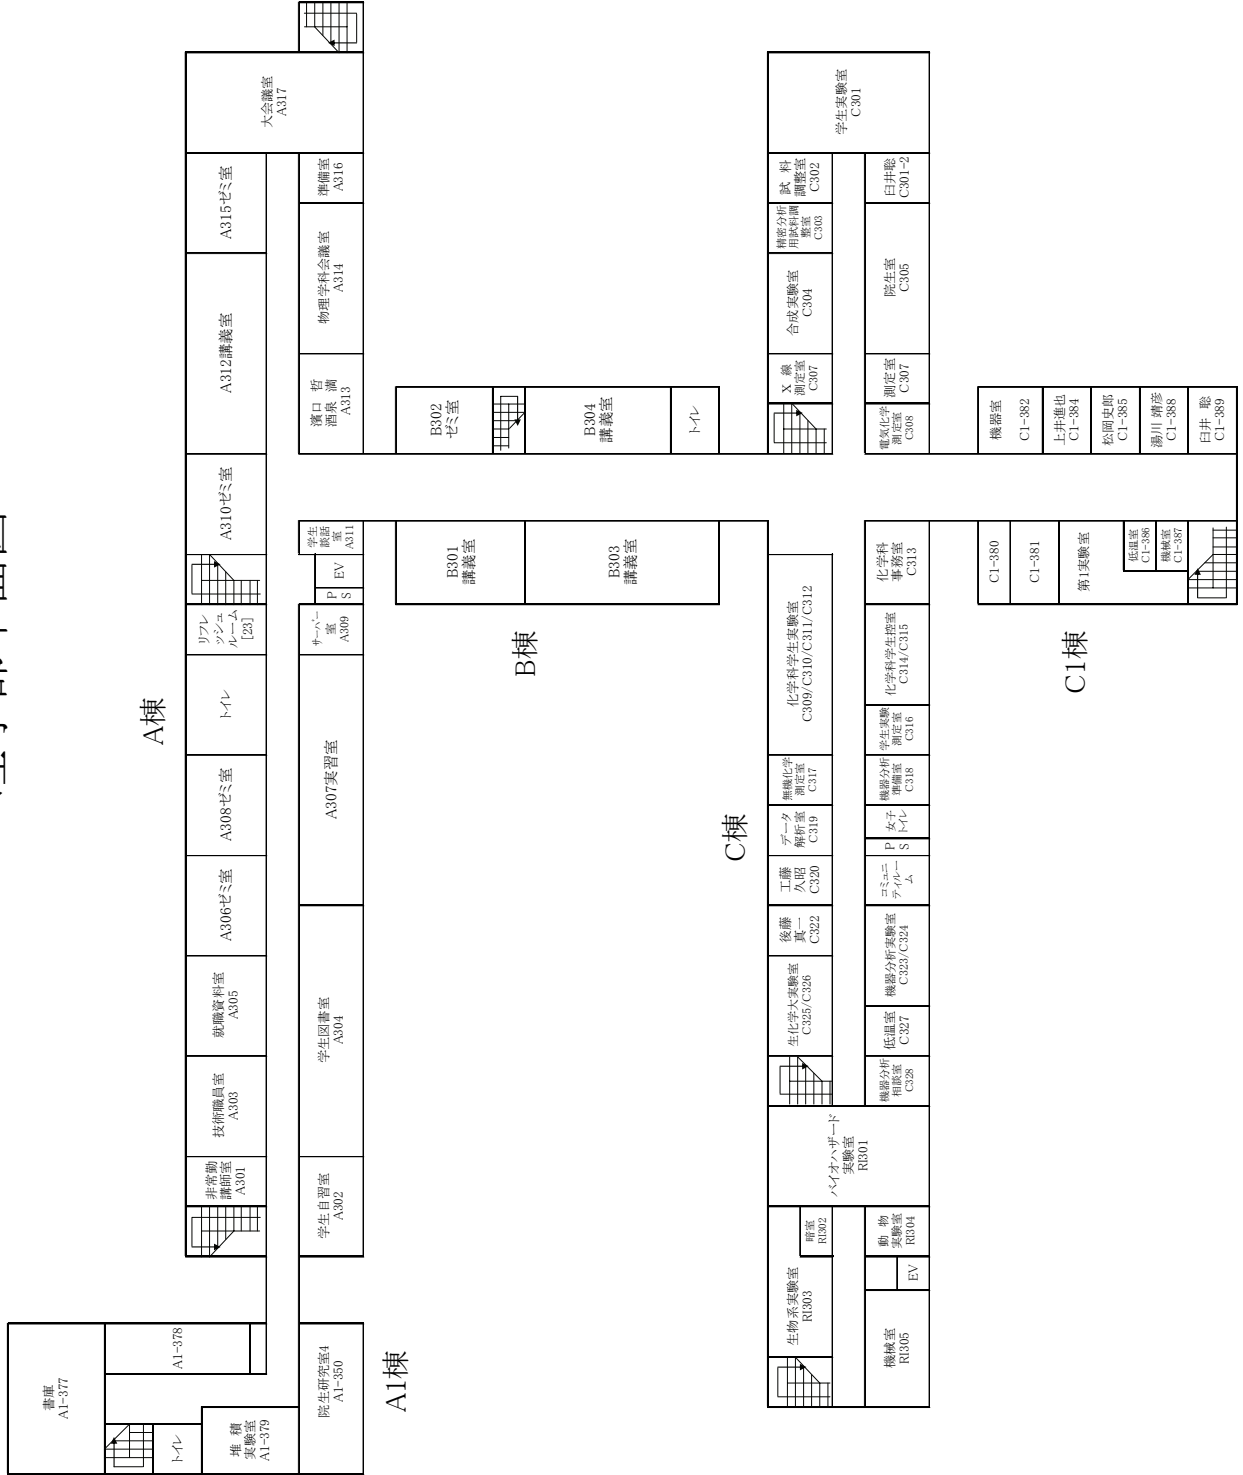 A棟
大会議室
A317
A315ゼミ室
準備室
A316
A312講義室
物理学科会議室
A314
濱口　哲
酒泉　満
A313
A310ゼミ室
学生
談話
室
A311
EV
P
S
リフレ
ッシュ
ルーム
[23]
サーバー
室
A309
トイレ
A307実習室
A308ゼミ室
A306ゼミ室
就職資料室
A305
学生図書室
A304
技術職員室
A303
非常勤
講師室
A301
学生自習室
A302
A1棟
書庫
A1-377
A1-378
トイレ
堆　積
実験室
A1-379
院生研究室4
A1-350
B棟
B302
ゼミ室
B304
講義室
トイレ
B301
講義室
B303
講義室
C棟
学生実験室
C301
試　料
調整室
C302
臼井聡
C301-2
精密分析
用試料調
整室
C303
合成実験室
C304
院生室
C305
X　線
測定室
C307
測定室
C307
電気化学
測定室
C308
化学科学生実験室
C309/C310/C311/C312
化学科
事務室
C313
化学科学生控室
C314/C315
学生実験
測定室
C316
無機化学
測定室
C317
機器分析
準備室
C318
データ
解析室
C319
女子
トイレ
P
S
工藤
久昭
C320
コミュニ
ティルー
ム
後藤
真一
C322
機器分析実験室
C323/C324
生化学大実験室
C325/C326
低温室
C327
機器分析
相談室
C328
バイオハザード
実験室
RI301
暗室
RI302
動　物
実験室
RI304
生物系実験室
RI303
EV
機械室
RI305
C1棟
機器室
C1-382
上井進也
C1-384
松岡史郎
C1-385
湯川 靖彦
C1-388
臼井　聡
C1-389
C1-380
C1-381
第1実験室
低温室
C1-386
機械室
C1-387